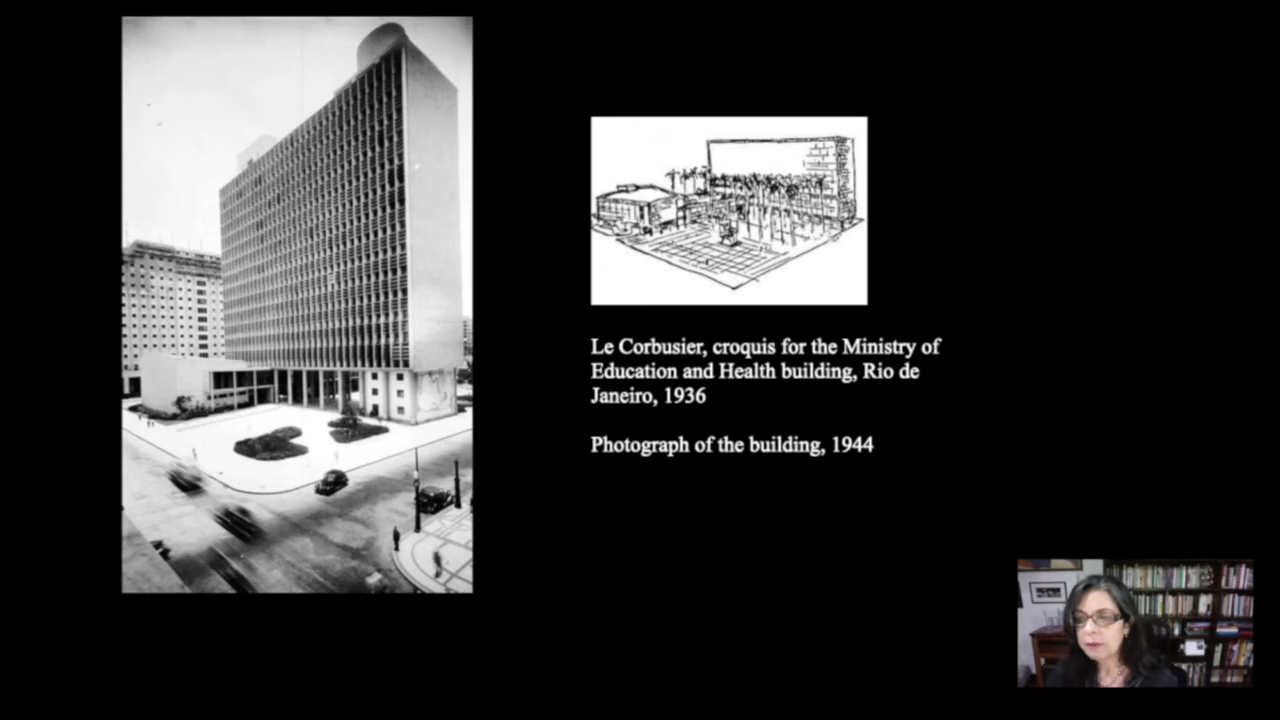 Le Corbusier, croquis for the Ministry of
Education and Health building, Rio de
Janeiro, 1936
Photograph of the building, 1944